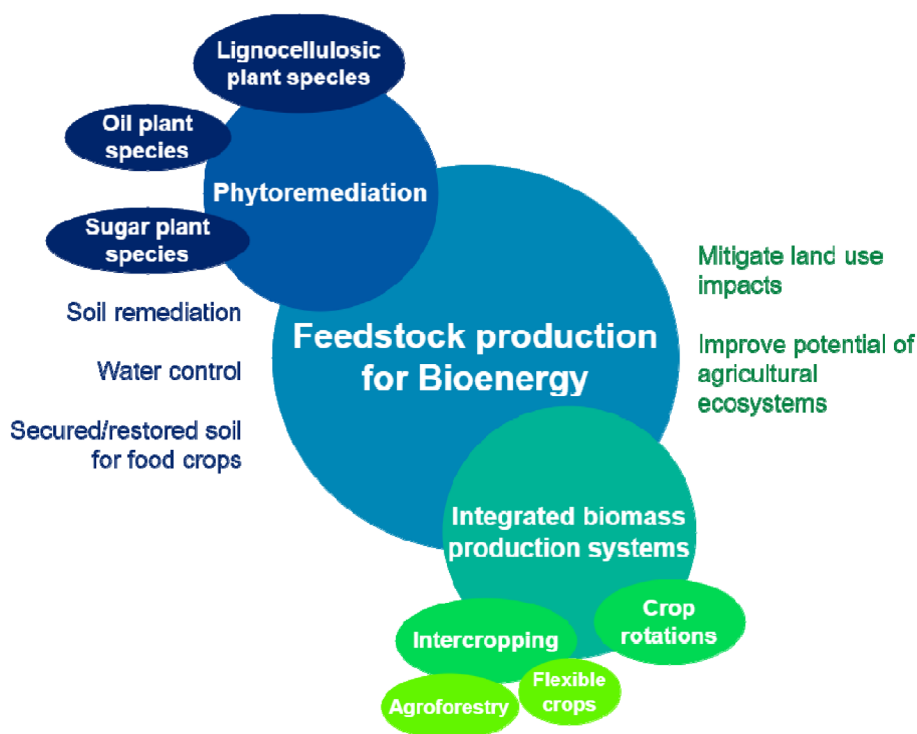 Lignocellulosic
plant species
Oil plant
species
Phytoremediation
Sugar plant
species
Soil remediation
Water control
Secured/restored soil
for food crops
Feedstock production
for Bioenergy
Mitigate land use
impacts
Improve potential of
agricultural
ecosystems
Integrated biomass
production systems
Crop
rotations
Intercropping
Flexible
crops
Agroforestry